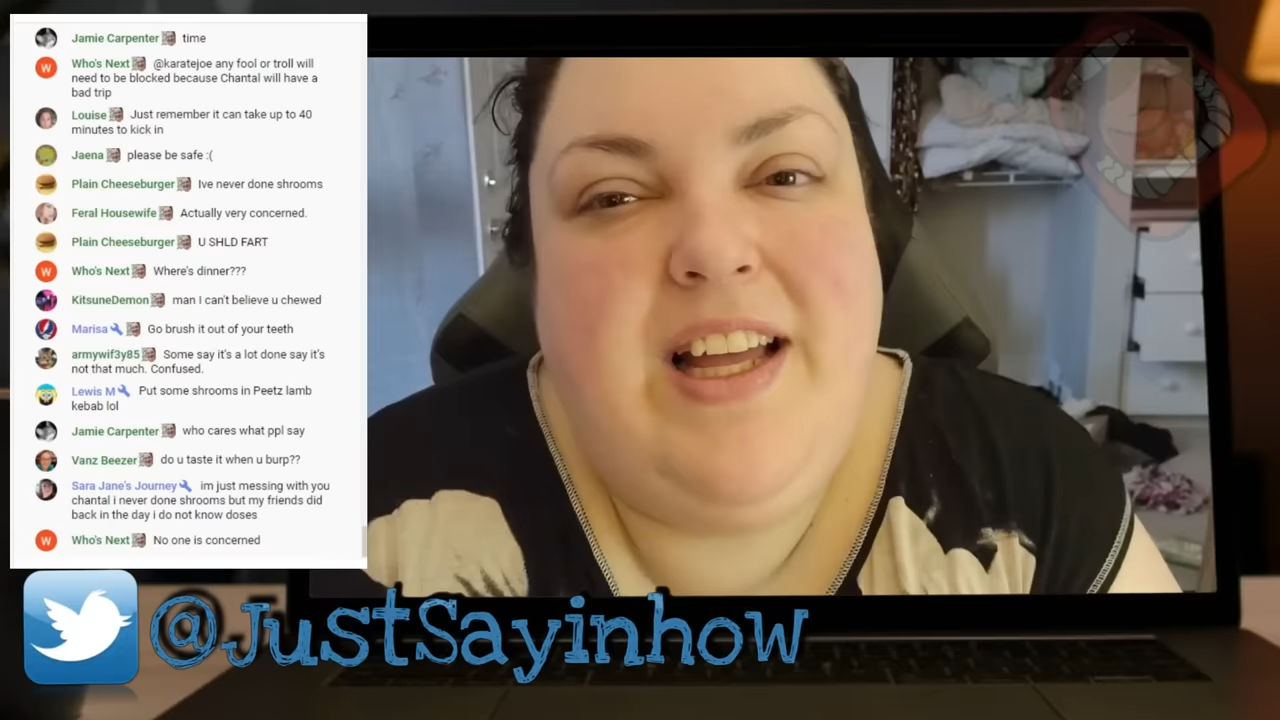 Jamie Carpenter time
Who's Next @karatejoe any fool or troll will
need to be blocked because Chantal will have a
bad trip
Louise Just remember it can take up to 40
minutes to kick in
Jaena please be safe :(
Plain Cheeseburger Ive never done shrooms
Feral Housewife Actually very concerned.
Plain Cheeseburger U SHLD FART
W Who's Next Where's dinner???
KitsuneDemon man I can't believe u chewed
Marisa Go brush it out of your teeth
armywif3y85 Some say it's a lot done say it's
not that much. Confused.
Lewis M Put some shrooms in Peetz lamb
kebab lol
Jamie Carpenter who cares what ppl say
Vanz Beezer do u taste it when u burp??
Sara Jane's Journey im just messing with you
chantal i never done shrooms but my friends did
back in the day i do not know doses
W Who's Next No one is concerned
@JustSayinhow